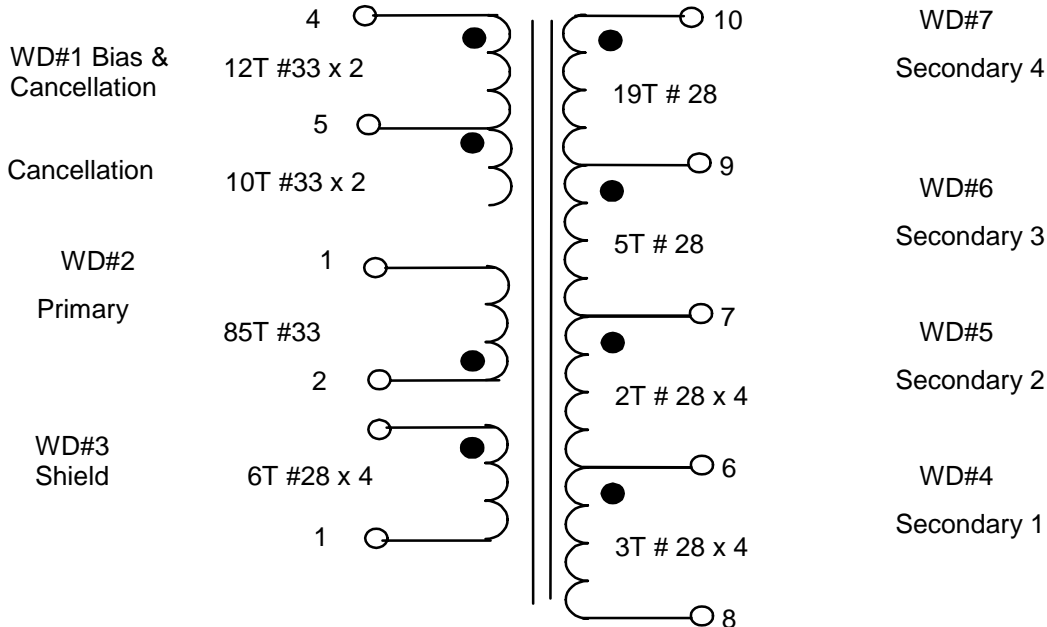 4
WD#1 Bias &
Cancellation
12T #33 x 2
5
Cancellation
10T #33 x 2
WD#2
Primary
1
85T #33
2
WD#3
Shield
6T #28 x 4
1
10
WD#7
Secondary 4
19T # 28
9
WD#6
Secondary 3
5T # 28
7
WD#5
Secondary 2
2T # 28 x 4
6
WD#4
Secondary 1
3T # 28 x 4
8